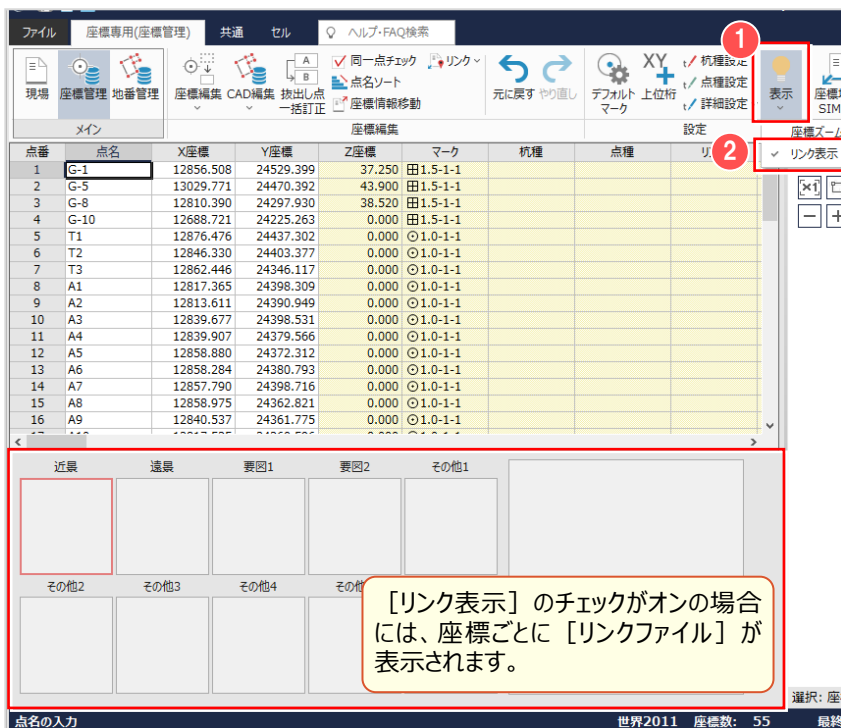 ファイル 座標専用(座標管理) 共通 セル ヘルプ・FAQ検索
1
現場 座標管理 地番管理 座標編集 CAD編集 抜出し点一括訂正 A B
同一点チェック リンク
点名ソート
座標情報移動
元に戻す やり直し デフォルトマーク XY 上位桁
杭種設定
点種設定
詳細設定
表示 SIM
メイン 座標編集 設定 座標ズーム
2 リンク表示
点番 点名 X座標 Y座標 Z座標 マーク 杭種 点種
1 G-1 12856.508 24529.399 37.250 1.5-1-1
2 G-5 13029.771 24470.392 43.900 1.5-1-1
3 G-8 12810.390 24297.930 38.520 1.5-1-1
4 G-10 12688.721 24225.263 0.000 1.5-1-1
5 T1 12876.476 24437.302 0.000 1.0-1-1
6 T2 12846.330 24403.377 0.000 1.0-1-1
7 T3 12862.446 24346.117 0.000 1.0-1-1
8 A1 12817.365 24398.309 0.000 1.0-1-1
9 A2 12813.611 24390.949 0.000 1.0-1-1
10 A3 12839.677 24398.531 0.000 1.0-1-1
11 A4 12839.907 24379.566 0.000 1.0-1-1
12 A5 12858.880 24372.312 0.000 1.0-1-1
13 A6 12858.284 24380.793 0.000 1.0-1-1
14 A7 12857.790 24398.716 0.000 1.0-1-1
15 A8 12858.975 24362.821 0.000 1.0-1-1
16 A9 12840.537 24361.775 0.000 1.0-1-1
×1
近景 遠景 要図1 要図2 その他1
その他2 その他3 その他4
［リンク表示］のチェックがオンの場合
には、座標ごとに［リンクファイル］が
表示されます。
選択: 座
点名の入力 世界2011 座標数: 55 最終